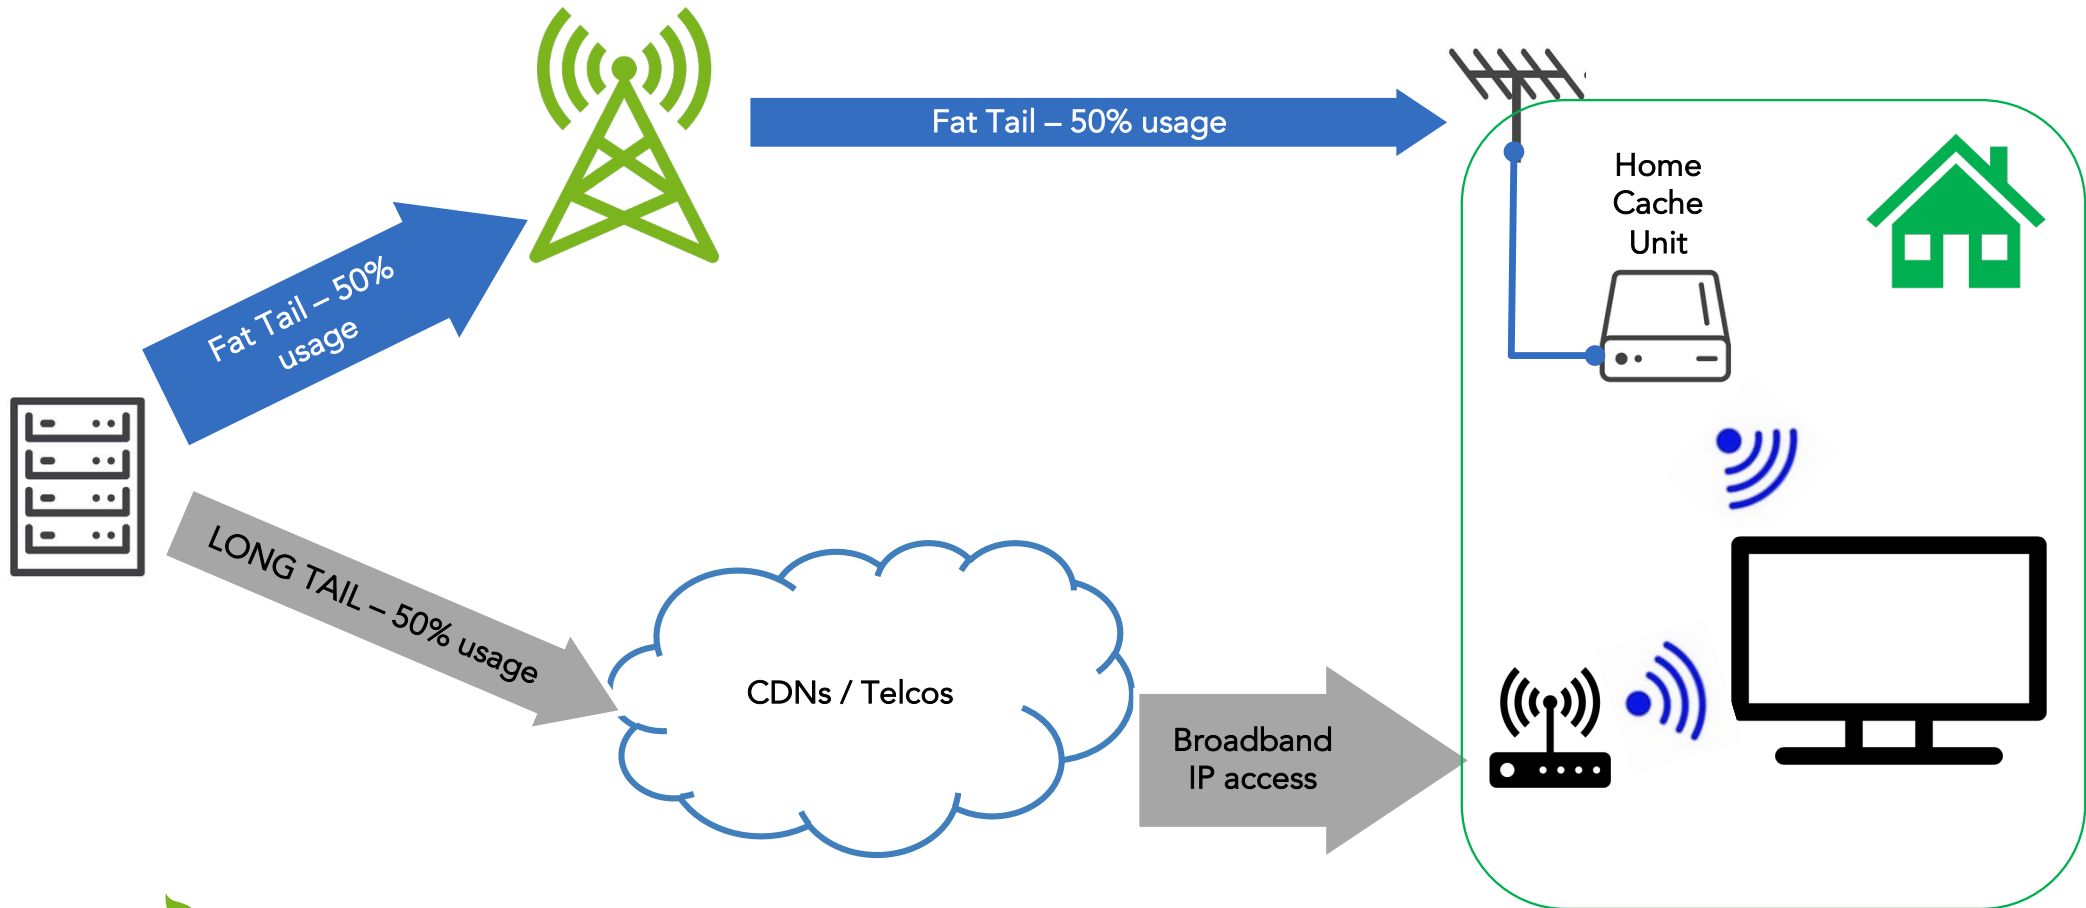 Fat Tail – 50% usage
Home
Cache
Unit
Fat Tail – 50%
usage
LONG TAIL – 50% usage
CDNs / Telcos
Broadband
IP access